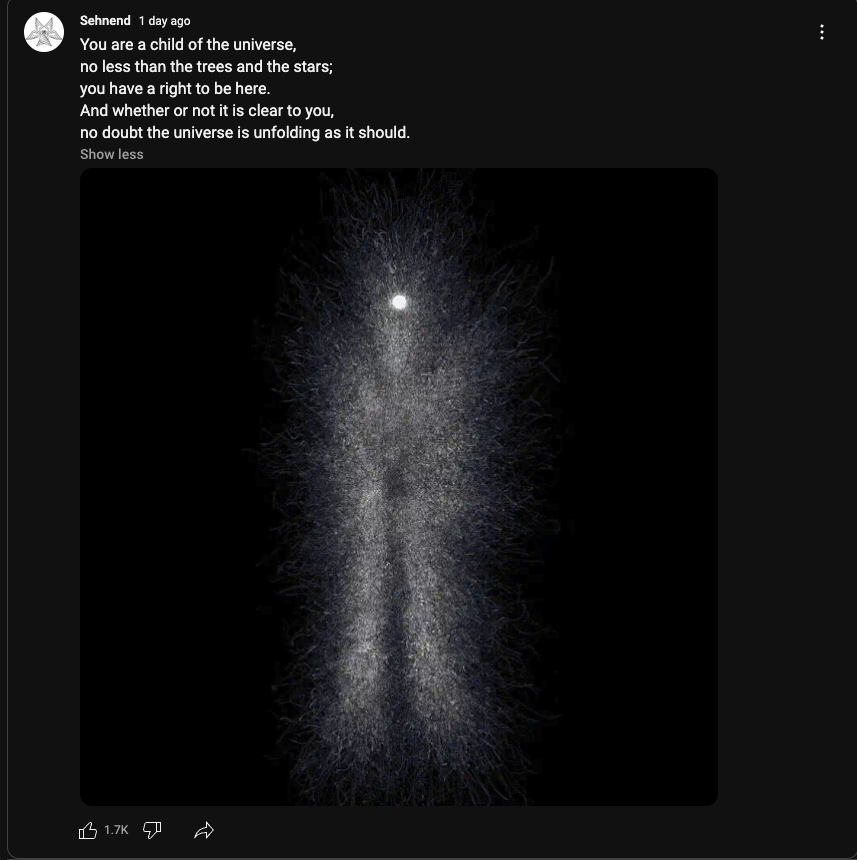 Sehnend 1 day ago
You are a child of the universe,
no less than the trees and the stars;
you have a right to be here.
And whether or not it is clear to you,
no doubt the universe is unfolding as it should.
Show less
1.7K